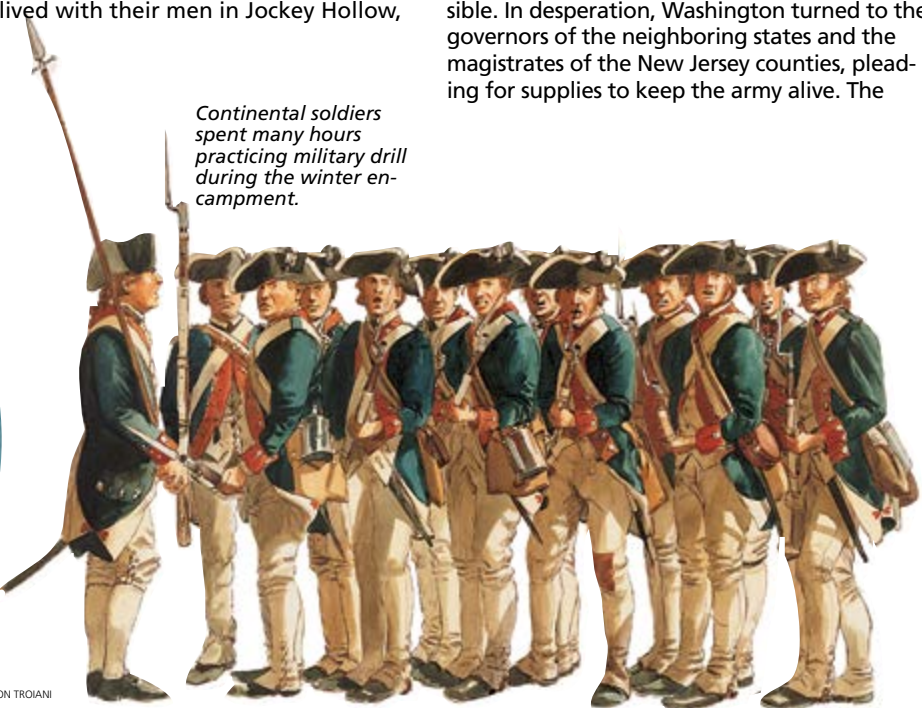 lived with their men in Jockey Hollow,
sible. In desperation, Washington turned to the
governors of the neighboring states and the
magistrates of the New Jersey counties, plead-
ing for supplies to keep the army alive. The
Continental soldiers
spent many hours
practicing military drill
during the winter en-
campment.
ON TROIANI